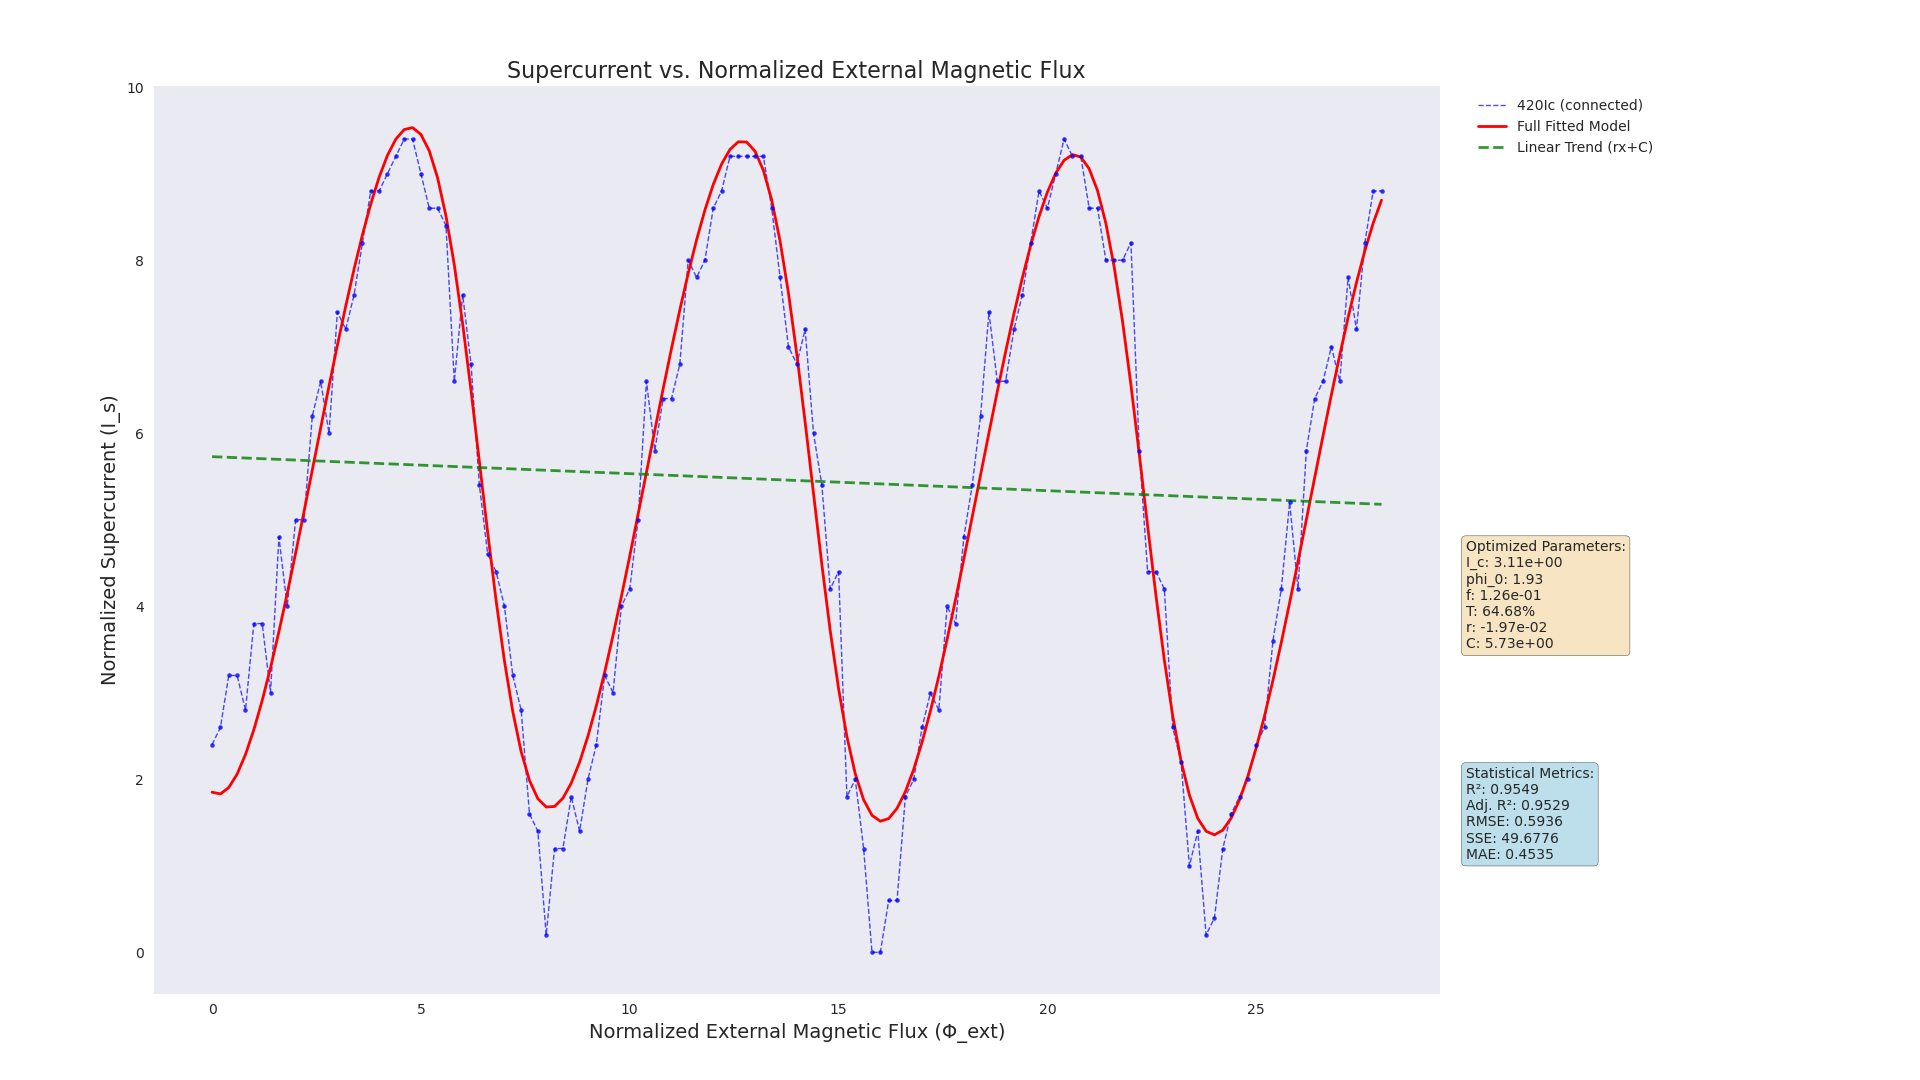 Supercurrent vs. Normalized External Magnetic Flux
10
8
6
4
2
0
Normalized Supercurrent (I_s)
0 5 10 15 20 25
Normalized External Magnetic Flux (Φ_ext)
420Ic (connected)
Full Fitted Model
Linear Trend (rx+C)
Optimized Parameters:
I_c: 3.11e+00
phi_0: 1.93
f: 1.26e-01
T: 64.68%
r: -1.97e-02
C: 5.73e+00
Statistical Metrics:
R²: 0.9549
Adj. R²: 0.9529
RMSE: 0.5936
SSE: 49.6776
MAE: 0.4535